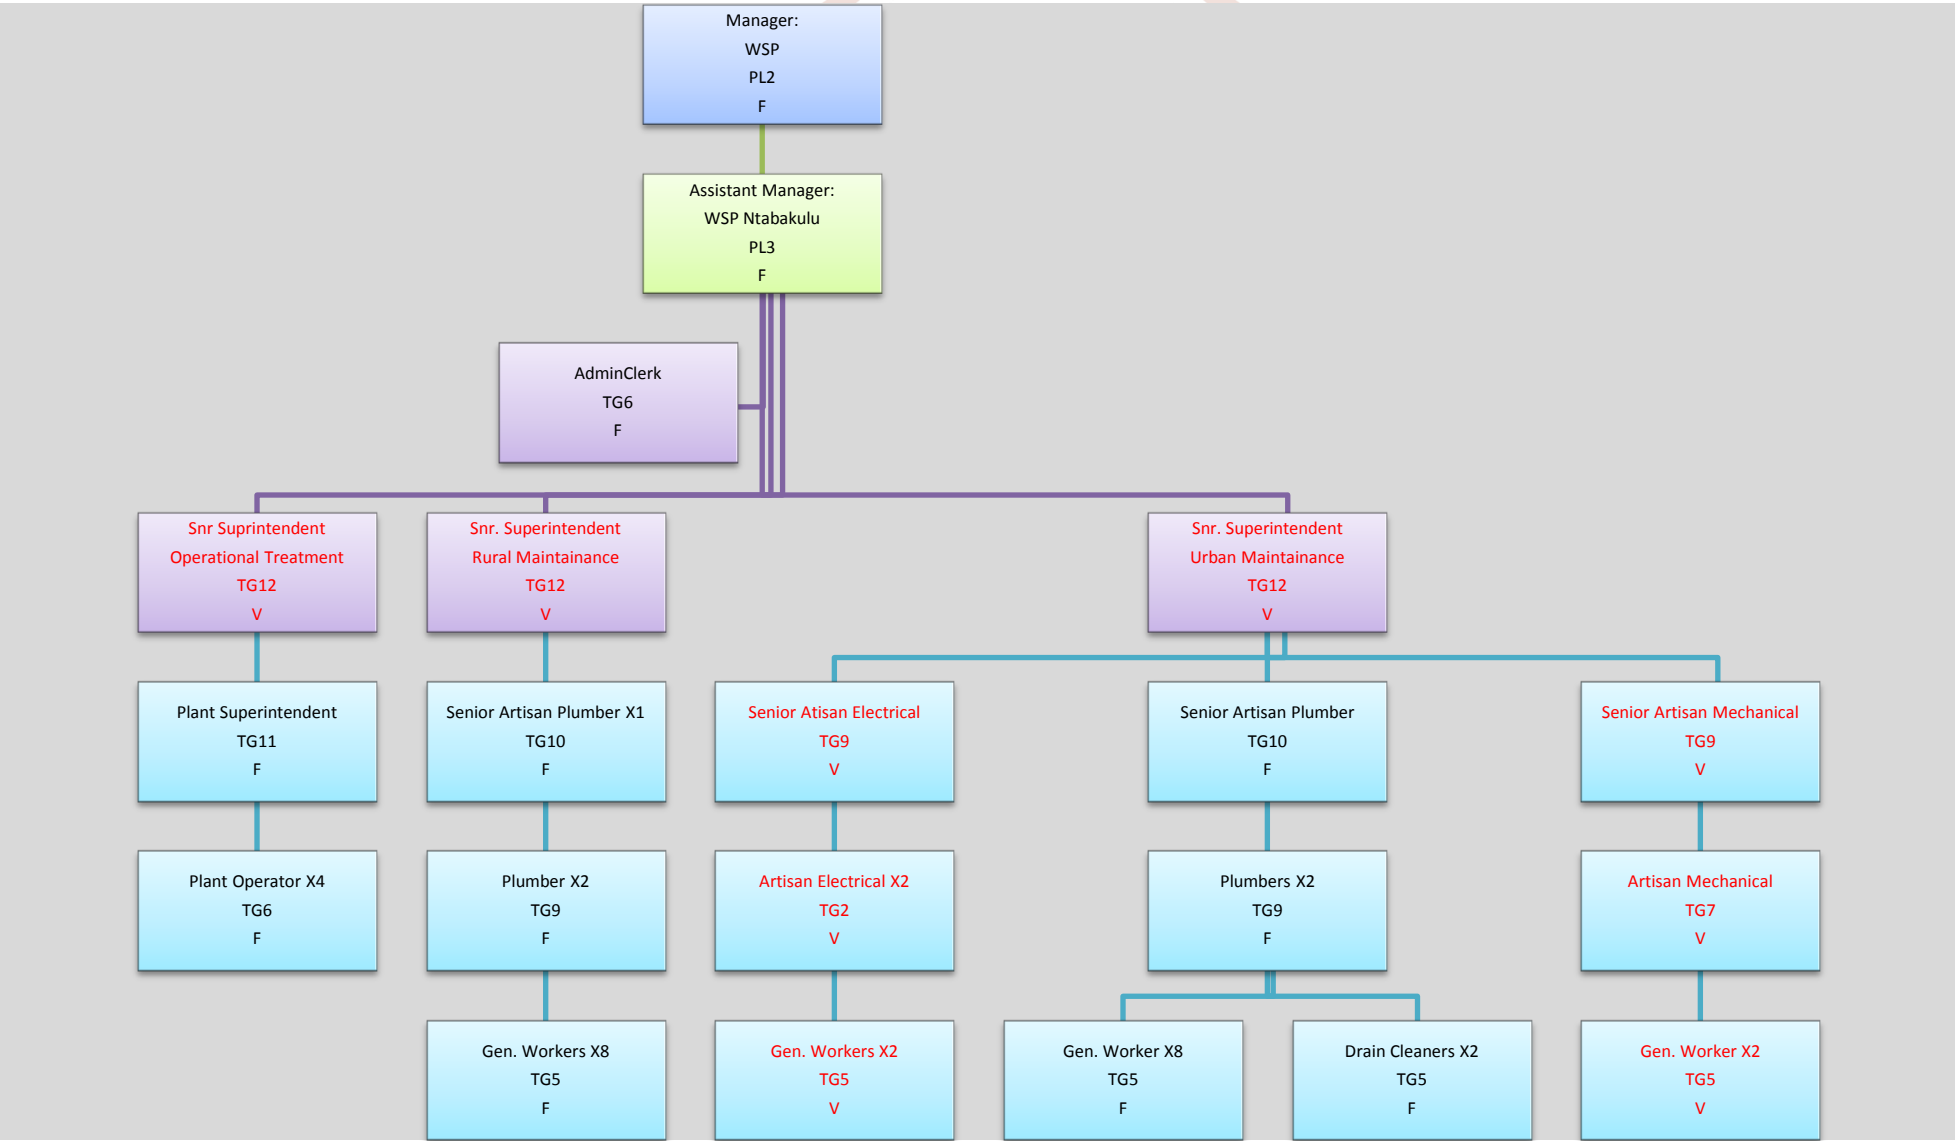 Manager:
WSP
PL2
F
Assistant Manager:
WSP Ntabakulu
PL3
F
AdminClerk
TG6
F
Snr Suprintendent
Operational Treatment
TG12
V
Snr. Superintendent
Rural Maintainance
TG12
V
Snr. Superintendent
Urban Maintainance
TG12
V
Plant Superintendent
TG11
F
Senior Artisan Plumber X1
TG10
F
Senior Atisan Electrical
TG9
V
Senior Artisan Plumber
TG10
F
Senior Artisan Mechanical
TG9
V
Plant Operator X4
TG6
F
Plumber X2
TG9
F
Artisan Electrical X2
TG2
V
Plumbers X2
TG9
F
Artisan Mechanical
TG7
V
Gen. Workers X8
TG5
F
Gen. Workers X2
TG5
V
Gen. Worker X8
TG5
F
Drain Cleaners X2
TG5
F
Gen. Worker X2
TG5
V